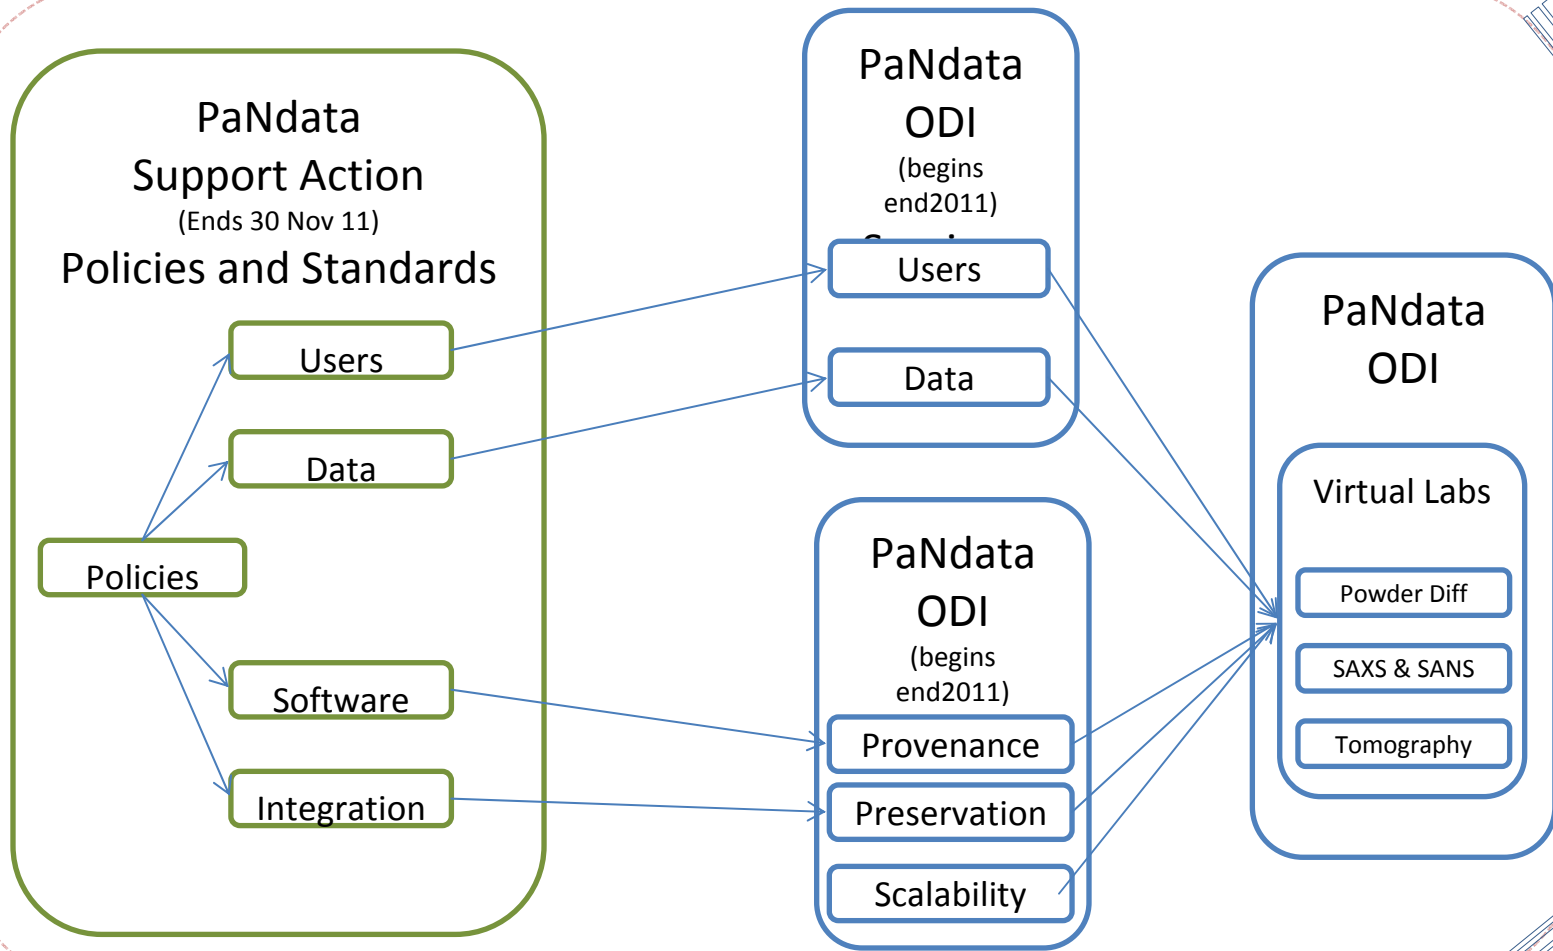 PaNdata
Support Action
(Ends 30 Nov 11)
Policies and Standards
Users
Data
Policies
Software
Integration
PaNdata
ODI
(begins
end2011)
Users
Data
PaNdata
ODI
(begins
end2011)
Provenance
Preservation
Scalability
PaNdata
ODI
Virtual Labs
Powder Diff
SAXS & SANS
Tomography